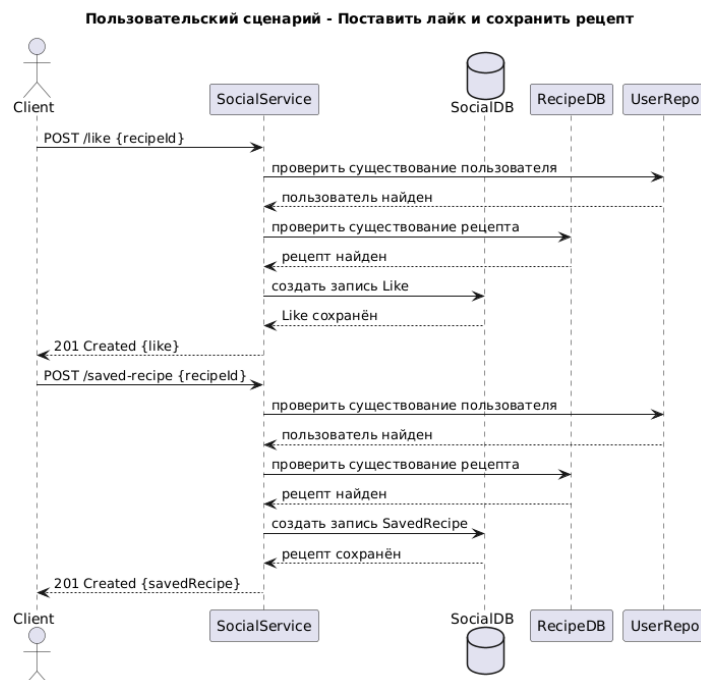 Пользовательский сценарий - Поставить лайк и сохранить рецепт
Client
SocialService
SocialDB
RecipeDB
UserRepo
POST /like {recipeId}
проверить существование пользователя
пользователь найден
проверить существование рецепта
рецепт найден
создать запись Like
Like сохранён
201 Created {like}
POST /saved-recipe {recipeId}
проверить существование пользователя
пользователь найден
проверить существование рецепта
рецепт найден
создать запись SavedRecipe
рецепт сохранён
201 Created {savedRecipe}
Client
SocialService
SocialDB
RecipeDB
UserRepo